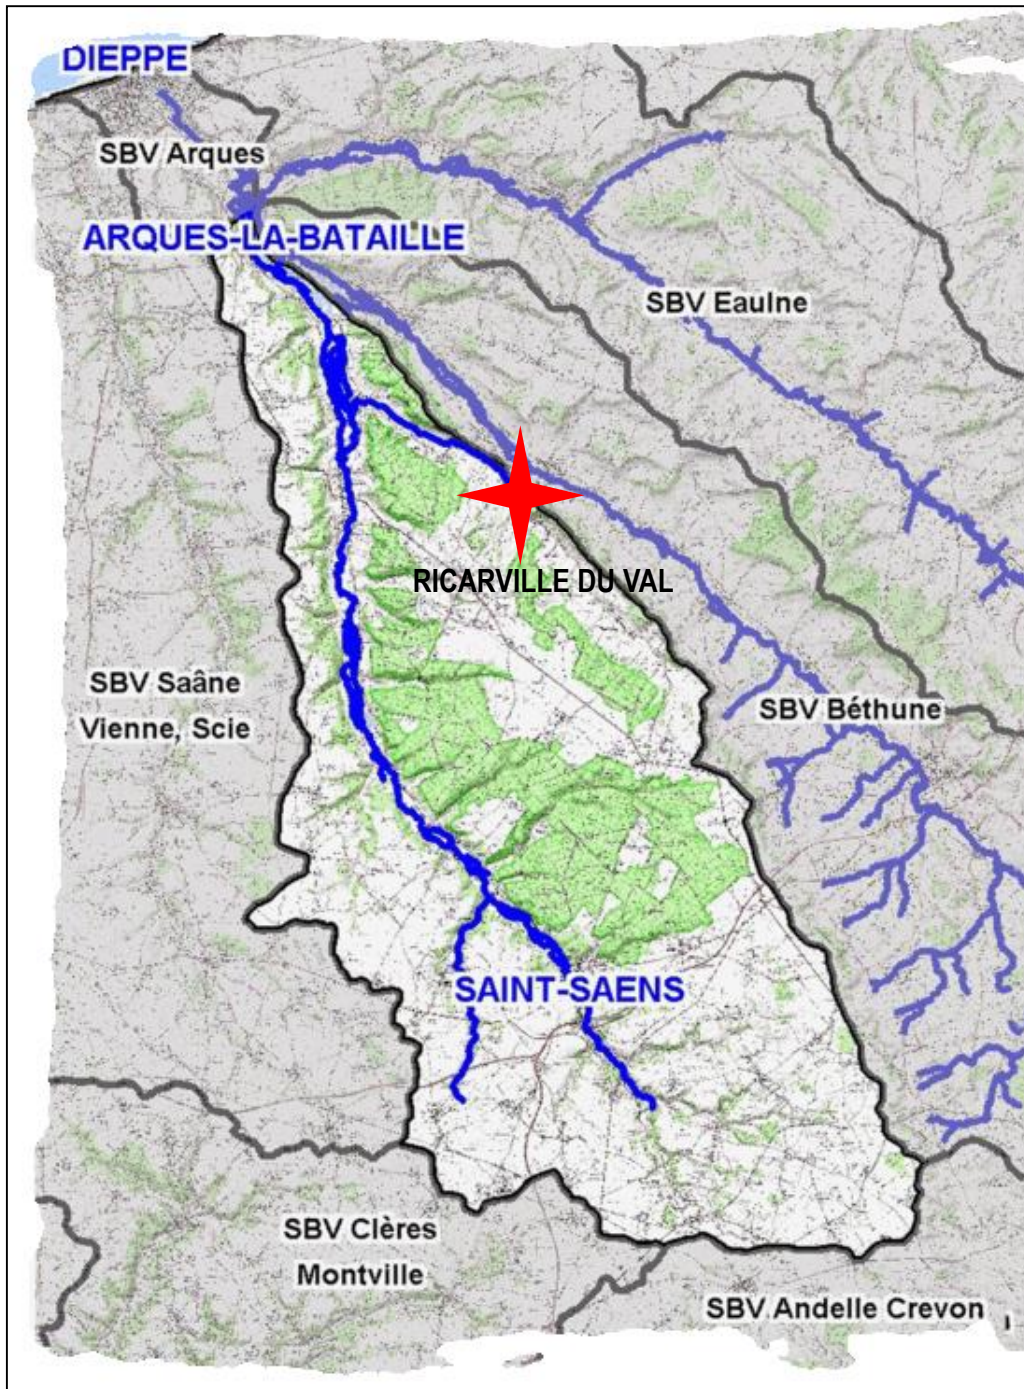 DIEPPE
SBV Arques
ARQUES-LA-BATAILLE
SBV Eaulne
RICARVILLE DU VAL
SBV Saâne
Vienne, Scie
SBV Béthune
SAINT-SAENS
SBV Clères
Montville
SBV Andelle Crevon